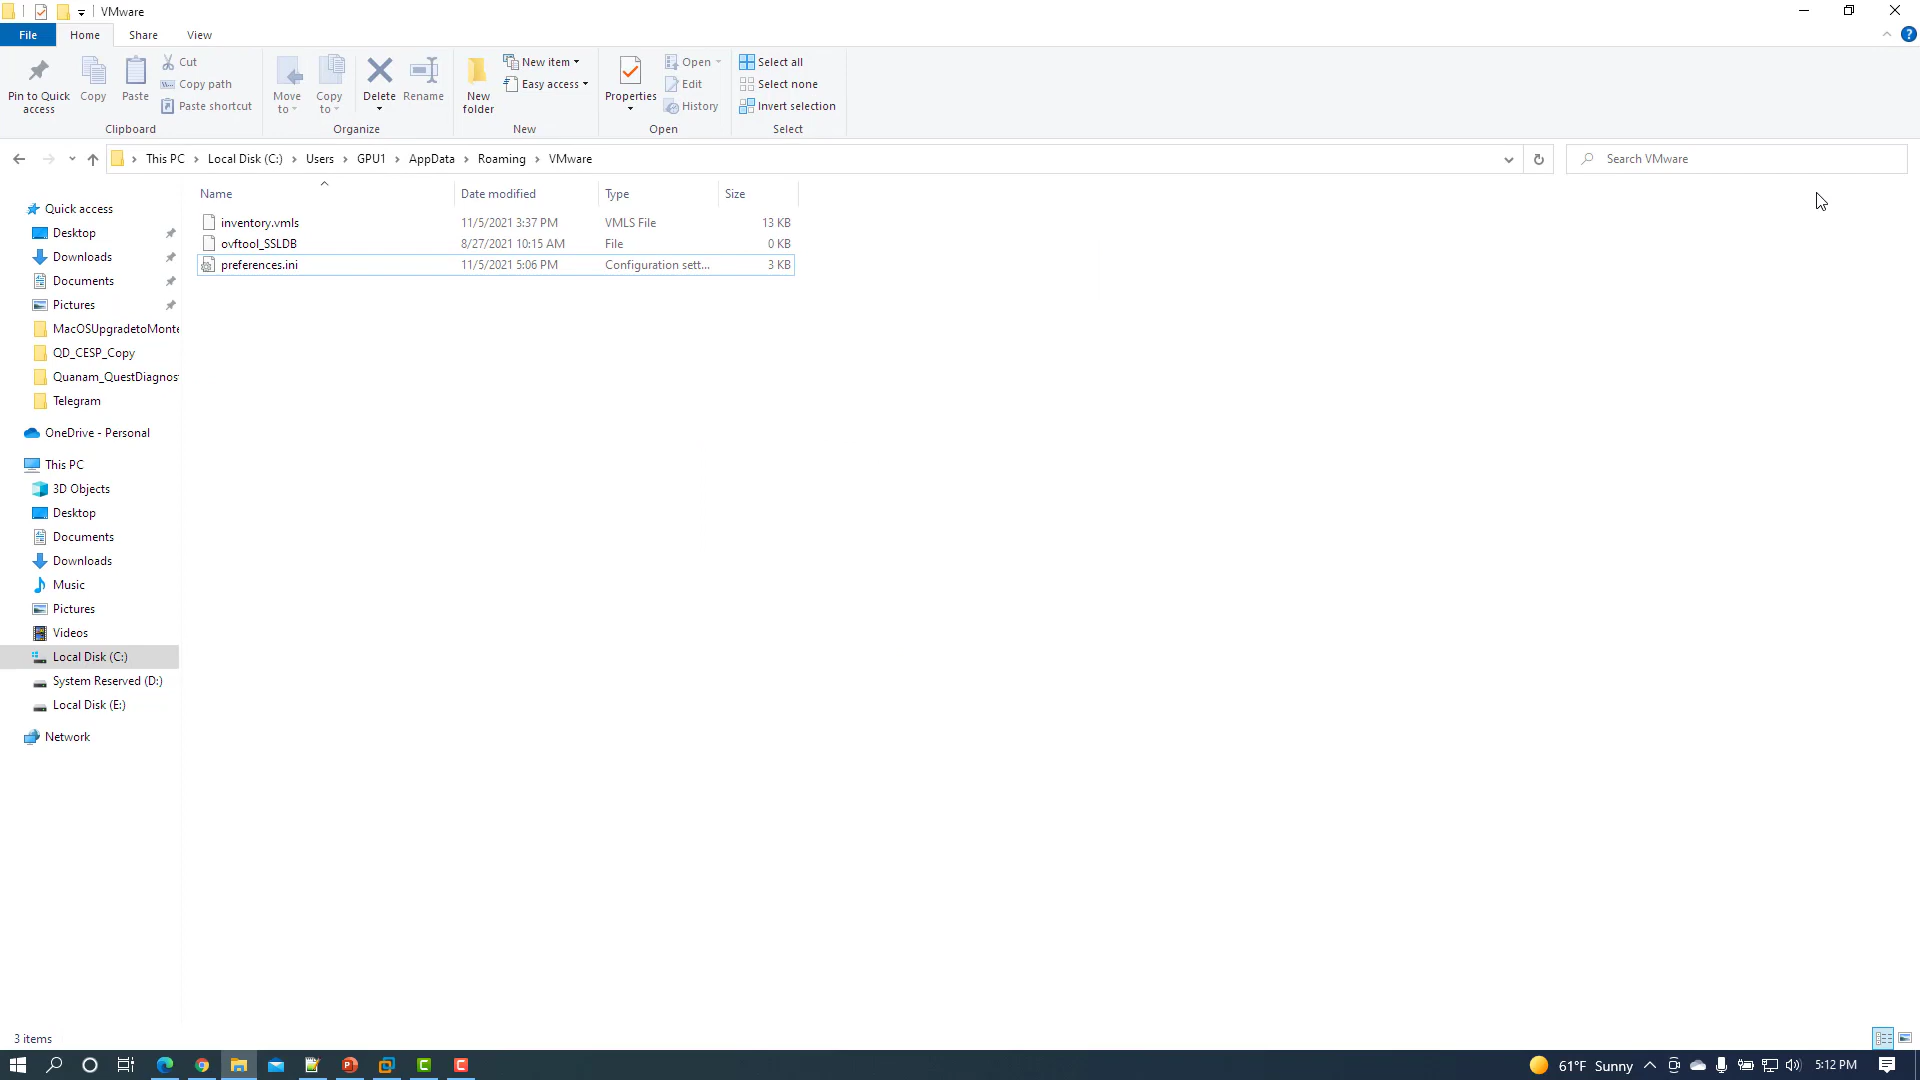 VMware
File Home Share View
Pin to Quick access
Copy
Paste
Cut
Copy path
Paste shortcut
Clipboard
Move to
Copy to
Delete
Rename
Organize
New folder
New item
Easy access
New
Properties
Open
Edit
History
Open
Select all
Select none
Invert selection
Select
This PC > Local Disk (C:) > Users > GPU1 > AppData > Roaming > VMware
Search VMware
Name Date modified Type Size
inventory.vmls 11/5/2021 3:37 PM VMLS File 13 KB
ovftool_SSLDB 8/27/2021 10:15 AM File 0 KB
preferences.ini 11/5/2021 5:06 PM Configuration sett... 3 KB
Quick access
Desktop
Downloads
Documents
Pictures
MacOSUpgradetoMonte
QD_CESP_Copy
Quanam_QuestDiagnos
Telegram
OneDrive - Personal
This PC
3D Objects
Desktop
Documents
Downloads
Music
Pictures
Videos
Local Disk (C:)
System Reserved (D:)
Local Disk (E:)
Network
3 items
61°F Sunny
5:12 PM